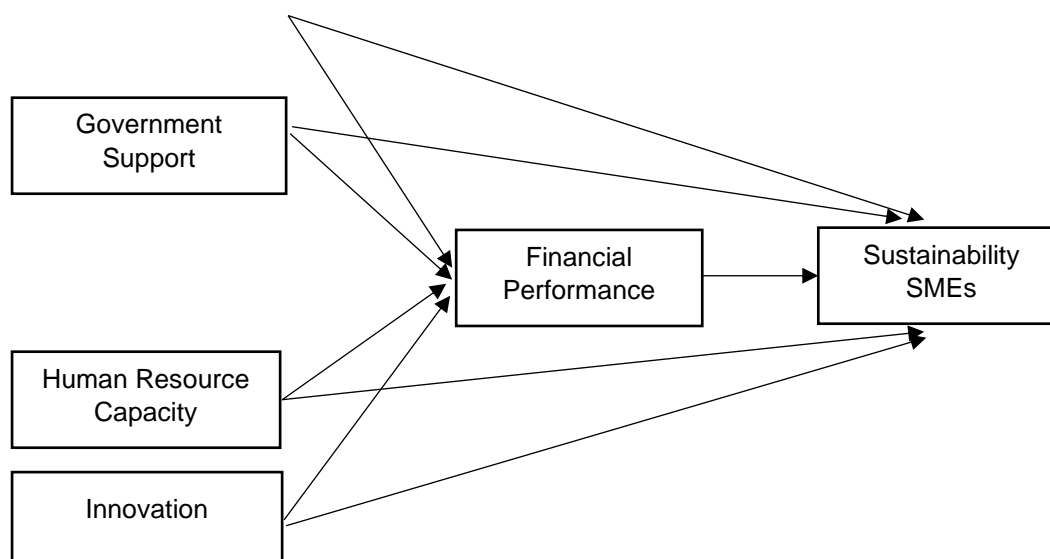 Government
Support
Financial
Performance
Sustainability
SMEs
Human Resource
Capacity
Innovation